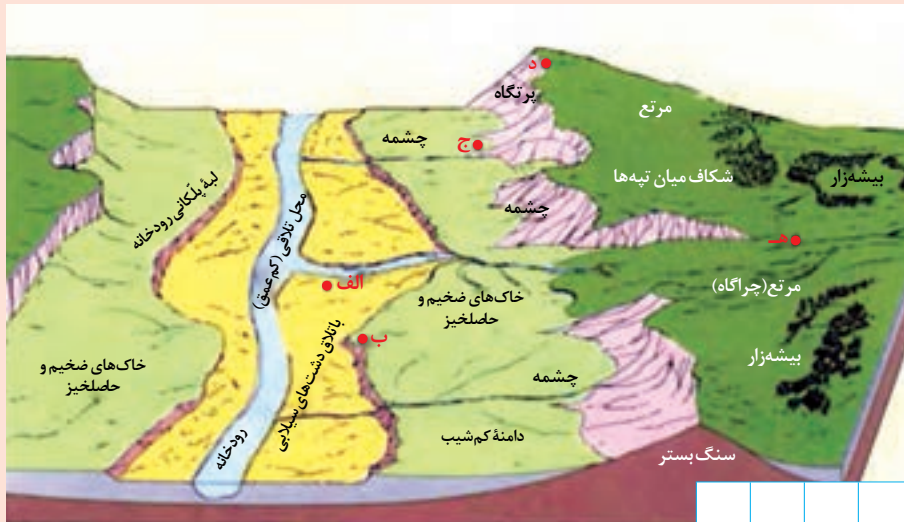 د
پرتگاه
مرتع
چشمه
ج
شکاف میان تپه‌ها
بیشه‌زار
لبهٔ پلّکانی رودخانه
چشمه
هـ
محل تلاقی (کم‌عمق)
الف
مرتع (چراگاه)
خاک‌های ضخیم و
حاصلخیز
ب
خاک‌های ضخیم و
حاصلخیز
باتلاق دشت‌های سیلابی
بیشه‌زار
چشمه
رودخانه
دامنهٔ کم‌شیب
سنگ بستر